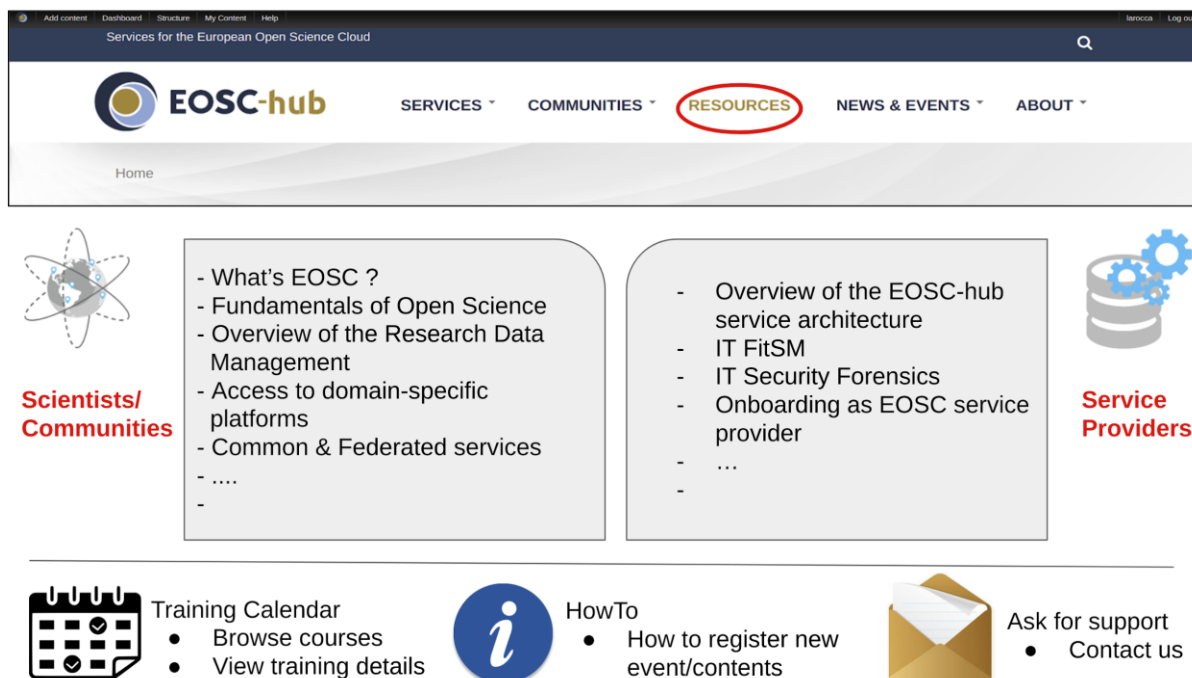 Add content Dashboard Structure My Content Help larocca Log ou
Services for the European Open Science Cloud
EOSC-hub
SERVICES COMMUNITIES RESOURCES NEWS & EVENTS ABOUT
Home
Scientists/
Communities
- What's EOSC ?
- Fundamentals of Open Science
- Overview of the Research Data
Management
- Access to domain-specific
platforms
- Common & Federated services
- ....
-
- Overview of the EOSC-hub
service architecture
- IT FitSM
- IT Security Forensics
- Onboarding as EOSC service
provider
- …
-
Service
Providers
Training Calendar
● Browse courses
● View training details
i
HowTo
● How to register new
event/contents
Ask for support
● Contact us